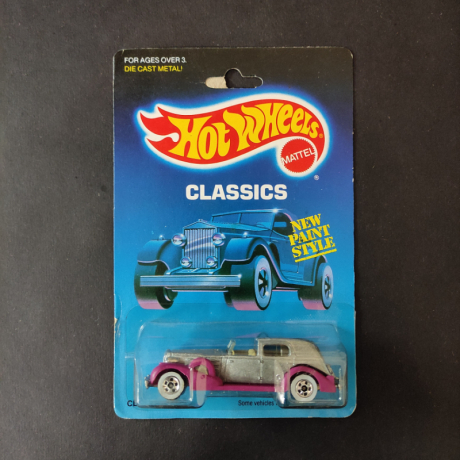 FOR AGES OVER 3.
DIE CAST METAL!
HOT WHEELS
MATTEL
®
CLASSICS
NEW
PAINT
STYLE
Some vehicles